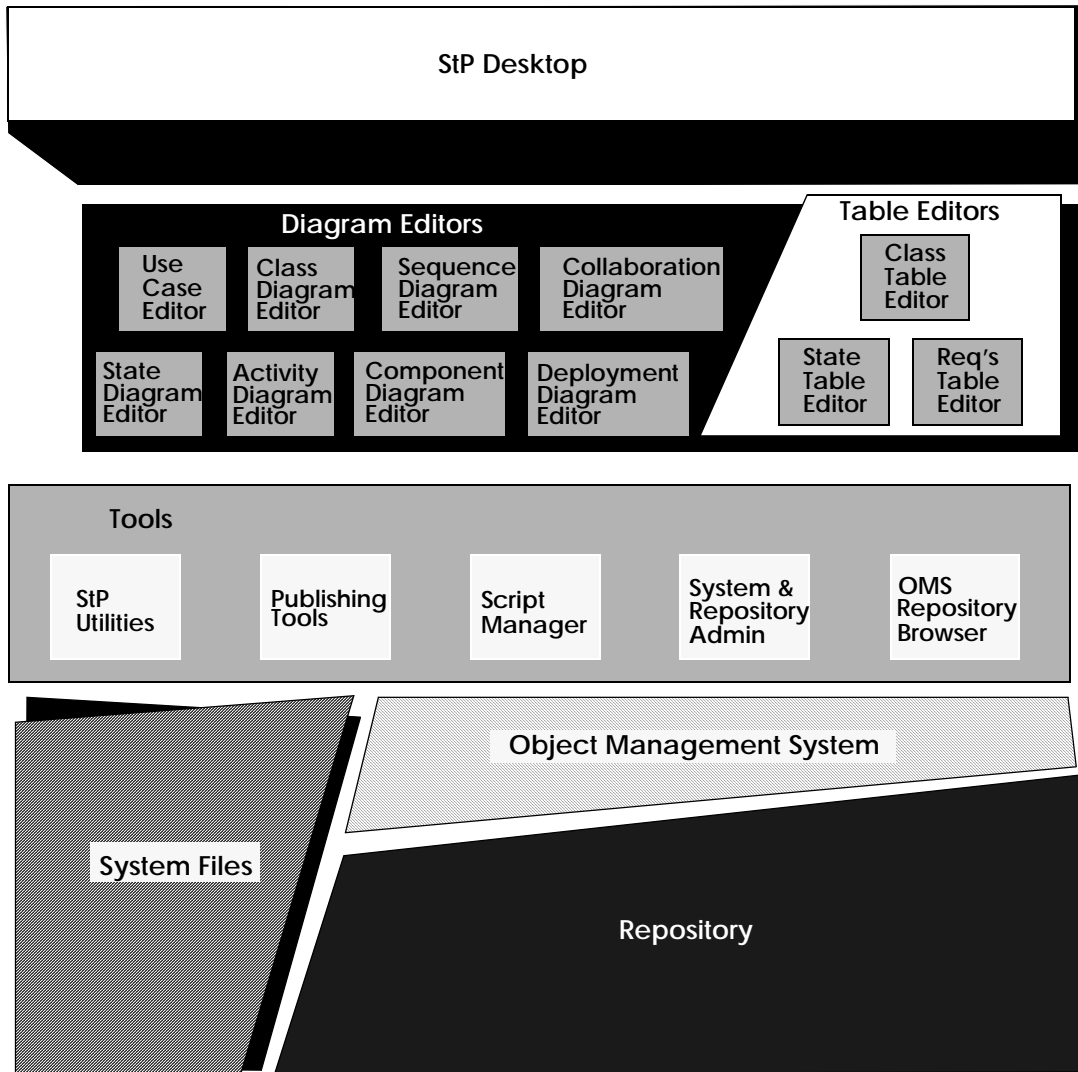 StP Desktop
Diagram Editors
Table Editors
Use
Case
Editor
Class
Diagram
Editor
Sequence
Diagram
Editor
Collaboration
Diagram
Editor
Class
Table
Editor
State
Diagram
Editor
Activity
Diagram
Editor
Component
Diagram
Editor
Deployment
Diagram
Editor
State
Table
Editor
Req's
Table
Editor
Tools
StP
Utilities
Publishing
Tools
Script
Manager
System &
Repository
Admin
OMS
Repository
Browser
Object Management System
System Files
Repository